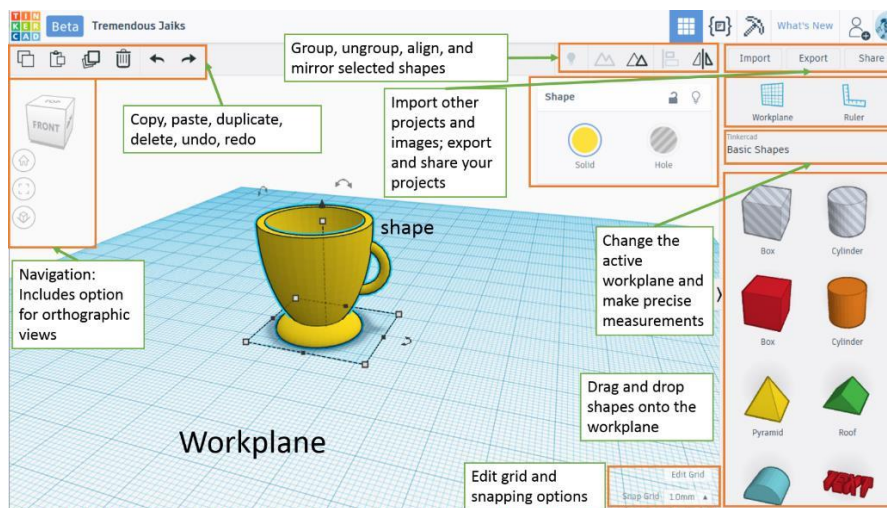 TIN
KER
CAD
Beta
Tremendous Jaiks
What's New
Group, ungroup, align, and
mirror selected shapes
Import
Export
Share
TOP
FRONT
Copy, paste, duplicate,
delete, undo, redo
Import other
projects and
images; export
and share your
projects
Shape
Solid
Hole
Workplane
Ruler
Tinkercad
Basic Shapes
shape
Navigation:
Includes option
for orthographic
views
Change the
active
workplane and
make precise
measurements
Box
Cylinder
Box
Cylinder
Drag and drop
shapes onto the
workplane
Pyramid
Roof
Workplane
Edit grid and
snapping options
Edit Grid
Snap Grid 1.0mm
TEXT